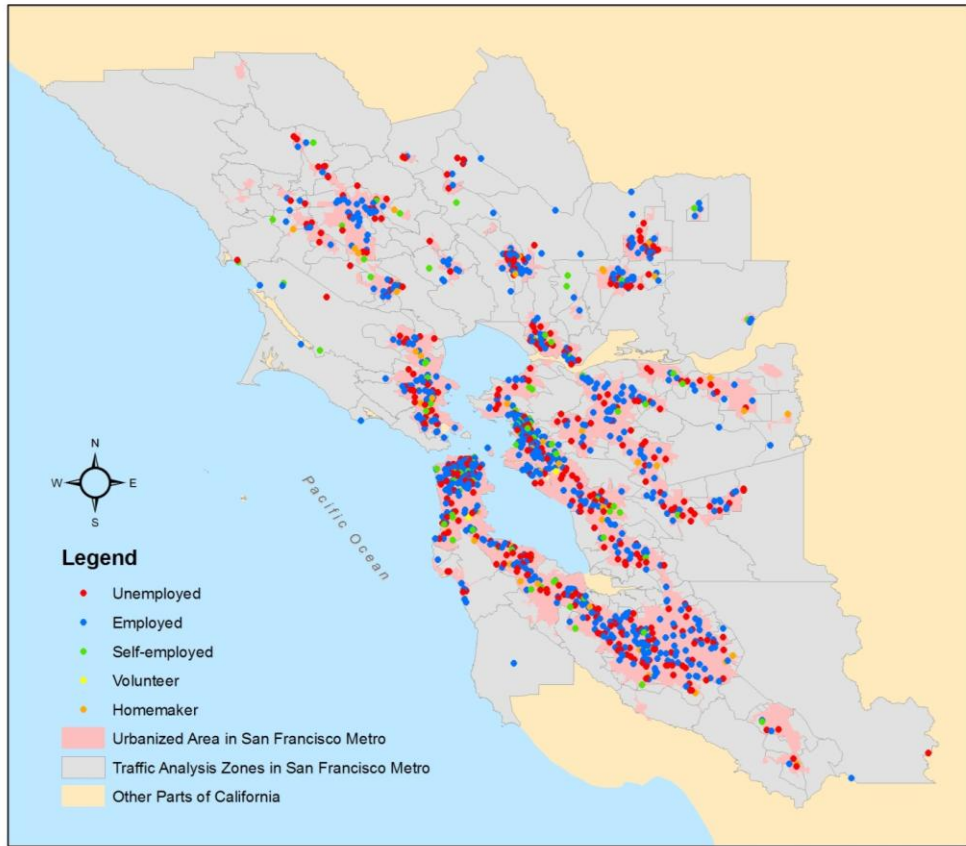 N
W E
S
Pacific Ocean
Legend
Unemployed
Employed
Self-employed
Volunteer
Homemaker
Urbanized Area in San Francisco Metro
Traffic Analysis Zones in San Francisco Metro
Other Parts of California